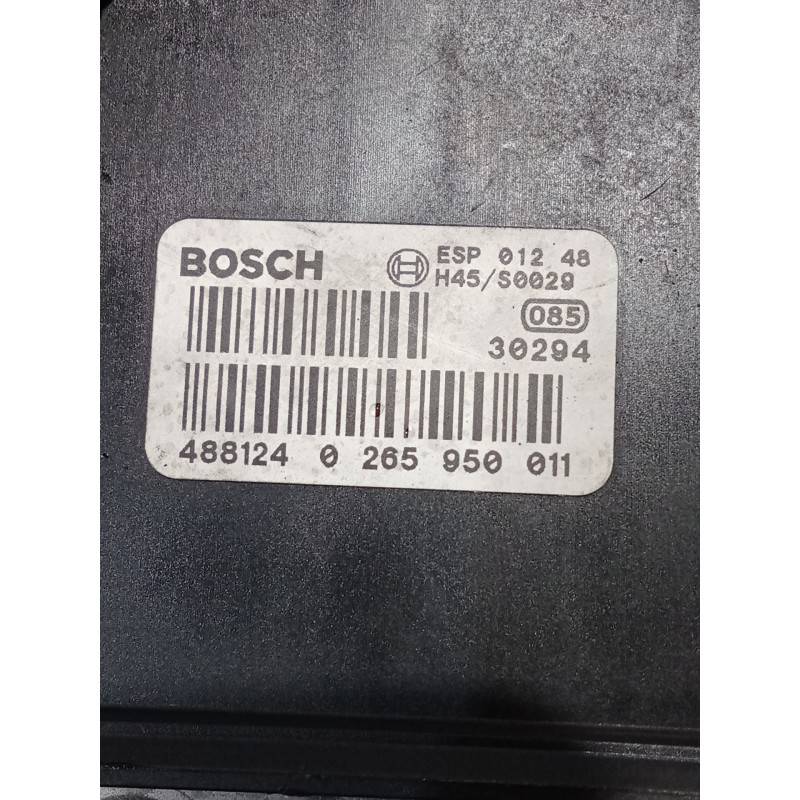 BOSCH
ESP 012 48
H45/S0029
085
30294
488124 0 265 950 011